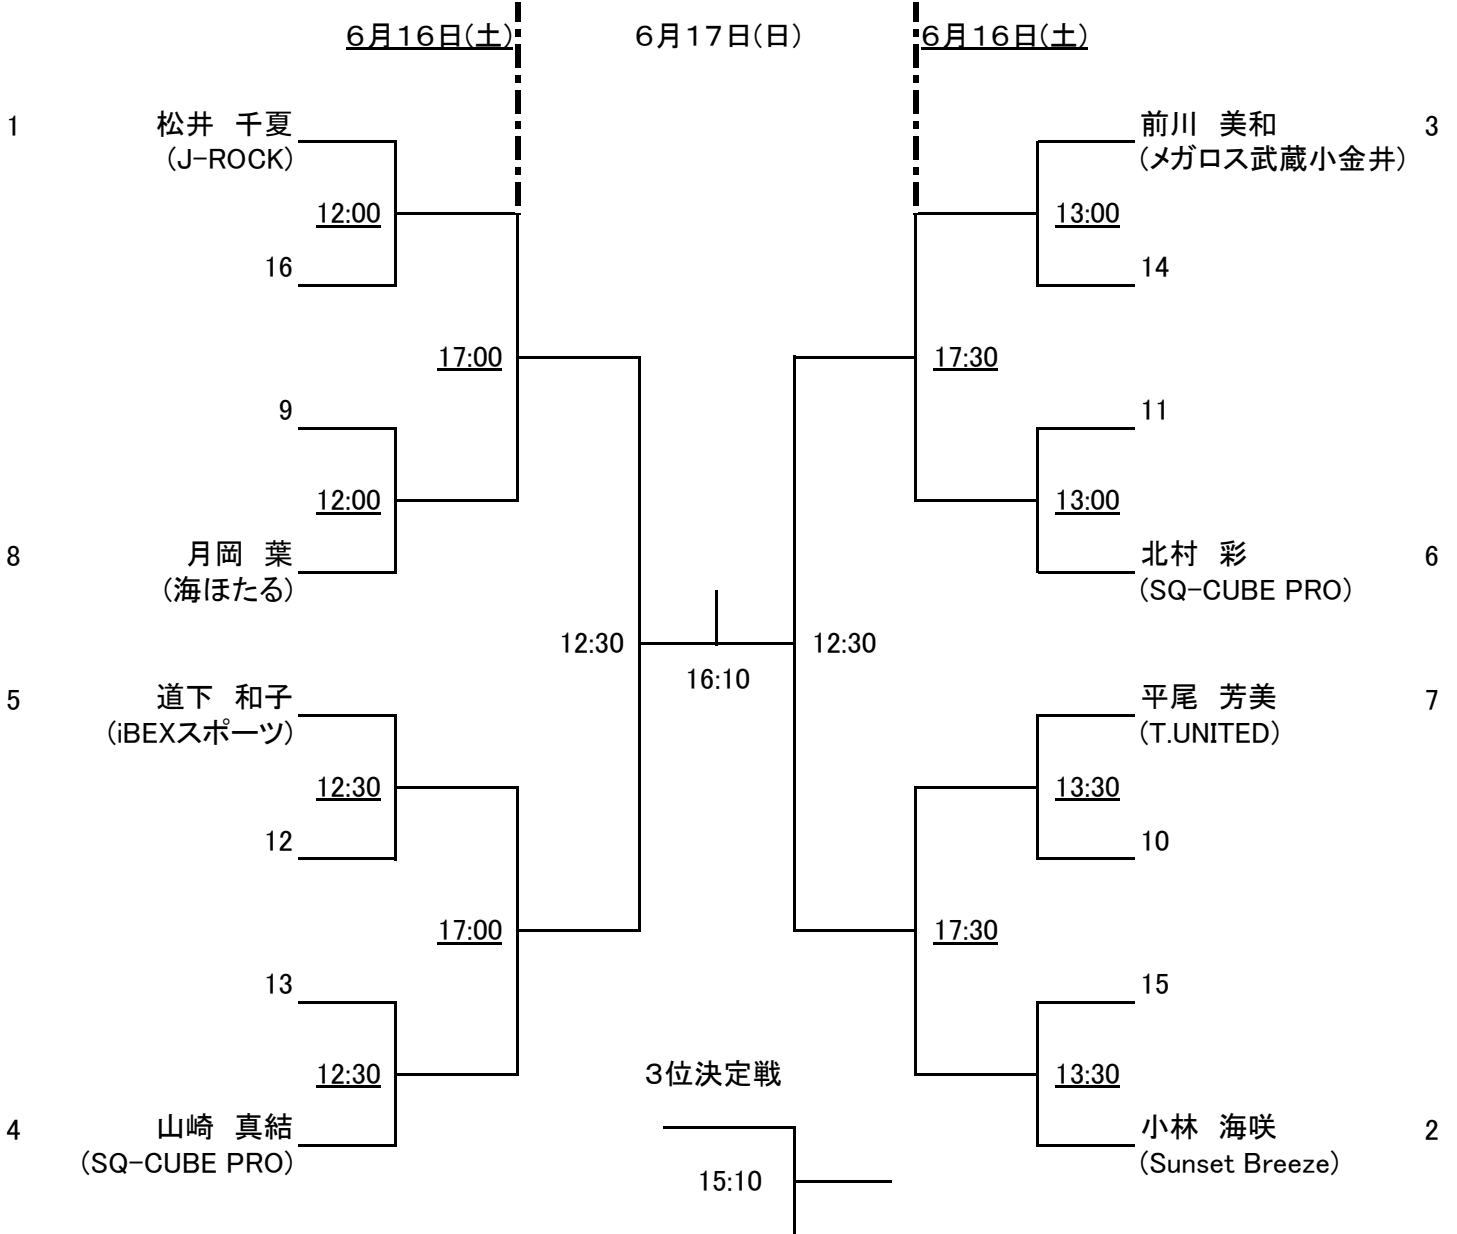 ６月１６日(土)
６月１７日(日)
６月１６日(土)
1
松井　千夏
(J-ROCK)
12:00
16
9
12:00
8
月岡　葉
(海ほたる)
17:00
5
道下　和子
(iBEXスポーツ)
12:30
12
13
12:30
4
山崎　真結
(SQ-CUBE PRO)
17:00
12:30
16:10
12:30
前川　美和
3
(メガロス武蔵小金井)
13:00
14
17:30
11
13:00
北村　彩
6
(SQ-CUBE PRO)
平尾　芳美
7
(T.UNITED)
13:30
10
17:30
15
13:30
小林　海咲
2
(Sunset Breeze)
３位決定戦
15:10